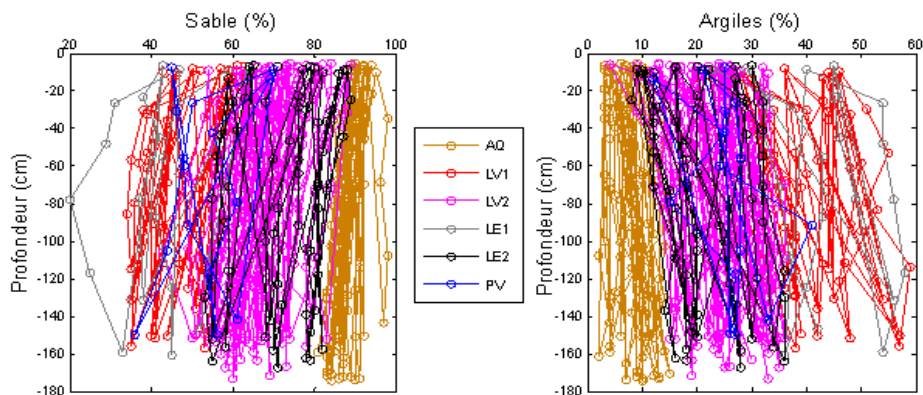 Sable (%)
20 40 60 80 100
Profondeur (cm)
0
-20
-40
-60
-80
-100
-120
-140
-160
-180
AQ
LV1
LV2
LE1
LE2
PV
Argiles (%)
0 10 20 30 40 50 60
Profondeur (cm)
0
-20
-40
-60
-80
-100
-120
-140
-160
-180